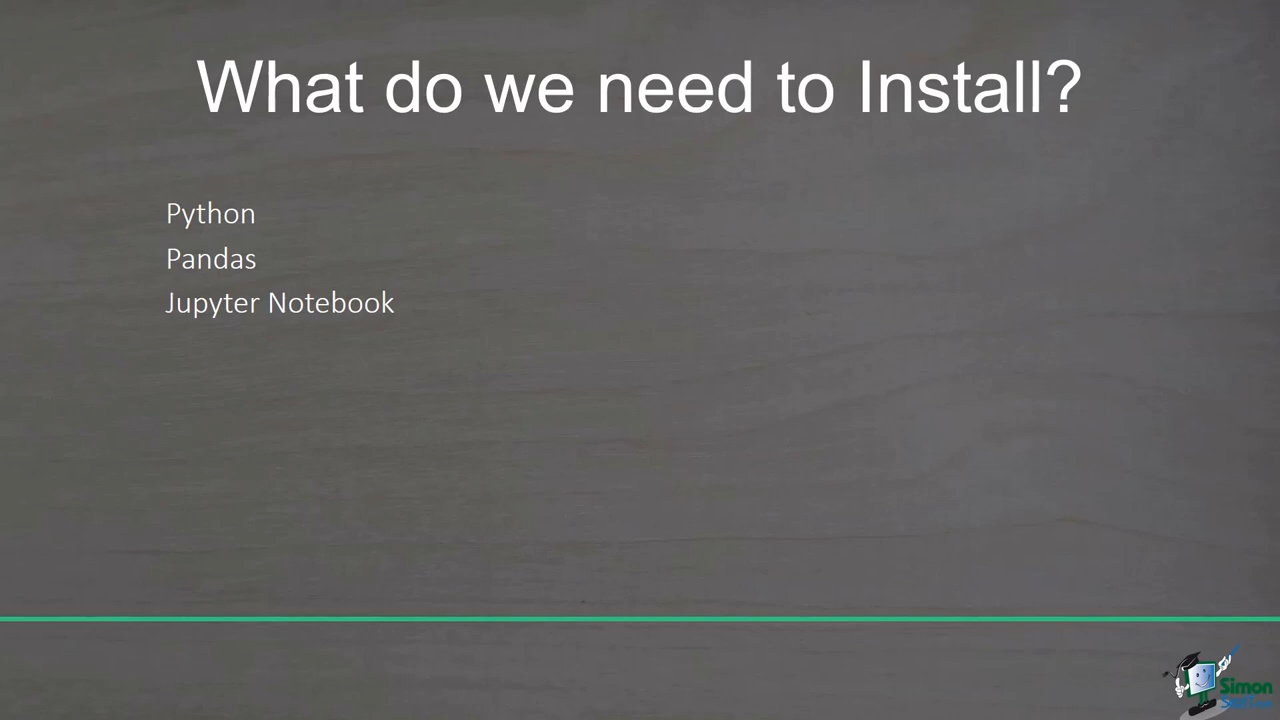 What do we need to Install?
Python
Pandas
Jupyter Notebook
Simon